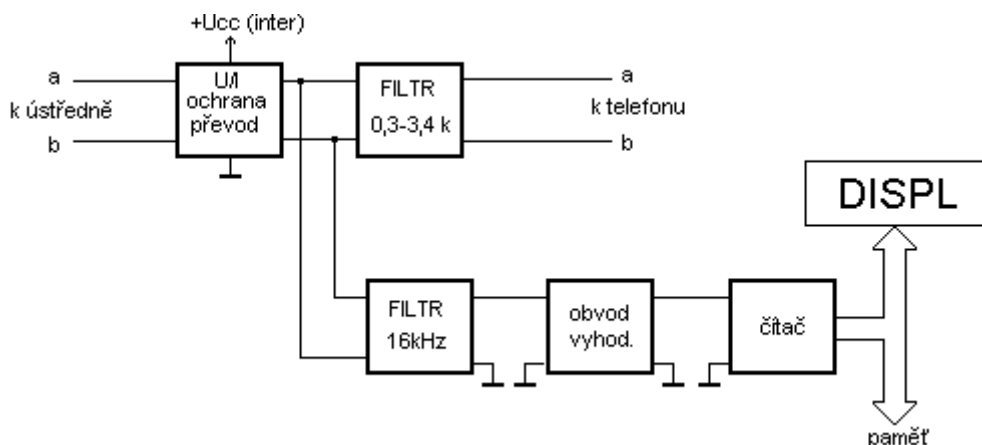 +Ucc (inter)
a
k ústředně
b
U/I
ochrana
převod
FILTR
0,3-3,4 k
a
k telefonu
b
DISPL
FILTR
16kHz
obvod
vyhod.
čítač
paměť